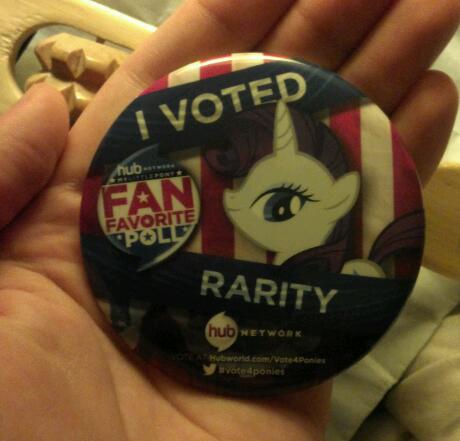 I VOTED
hub NETWORK
MY LITTLE PONY
FAN
FAVORITE
POLL
RARITY
hub NETWORK
VOTE AT Hubworld.com/Vote4Ponies
#vote4ponies